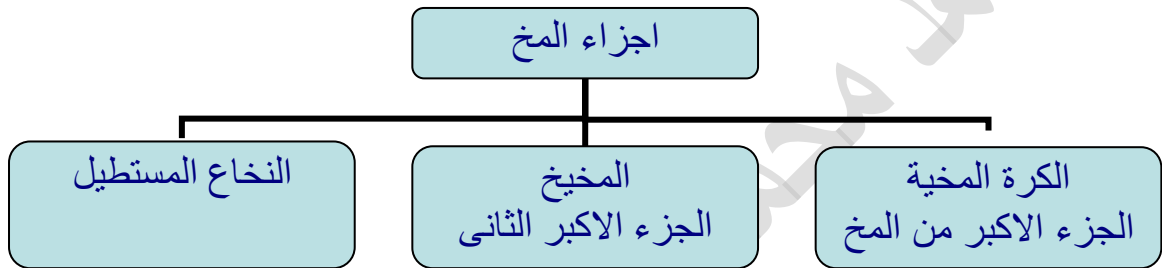 اجزاء المخ
الكرة المخية
الجزء الاكبر من المخ
المخيخ
الجزء الاكبر الثانى
النخاع المستطيل